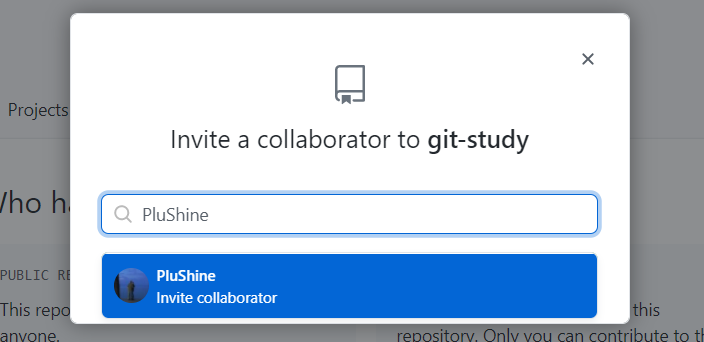 Projects
Invite a collaborator to git-study
Who ha
PluShine
PluShine
Invite collaborator
PUBLIC RE
This repo
anyone.
this
repository. Only you can contribute to th